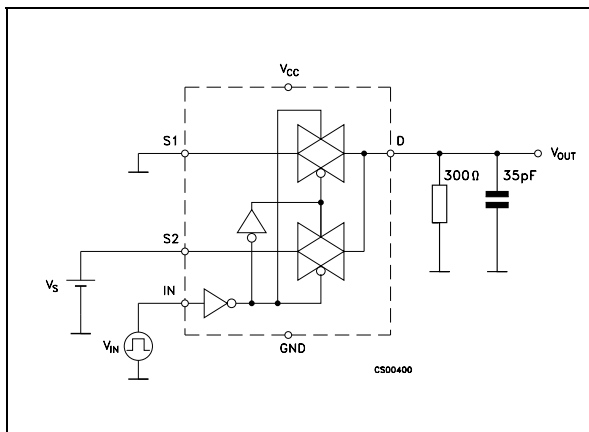 VCC
S1
D
VOUT
300Ω
35pF
S2
VS
IN
VIN
GND
CS00400